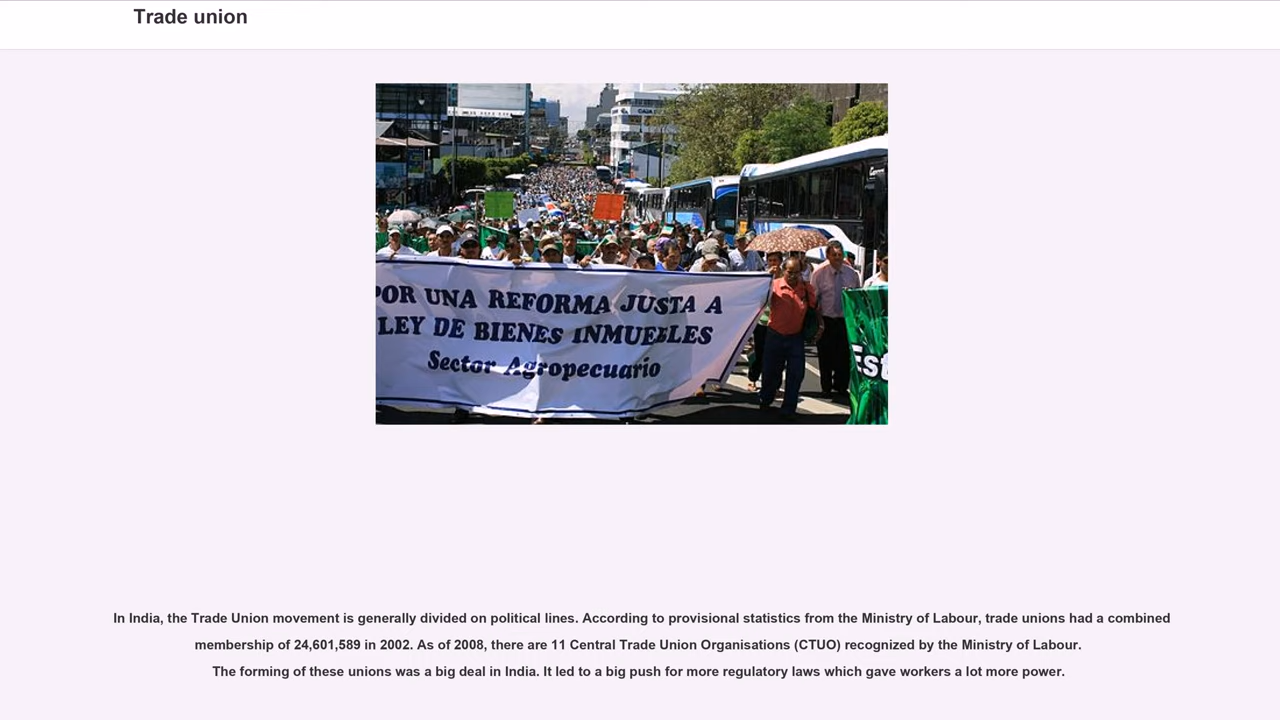 Trade union
POR UNA REFORMA JUSTA A
LEY DE BIENES INMUEBLES
Sector Agropecuario
Est
In India, the Trade Union movement is generally divided on political lines. According to provisional statistics from the Ministry of Labour, trade unions had a combined
membership of 24,601,589 in 2002. As of 2008, there are 11 Central Trade Union Organisations (CTUO) recognized by the Ministry of Labour.
The forming of these unions was a big deal in India. It led to a big push for more regulatory laws which gave workers a lot more power.